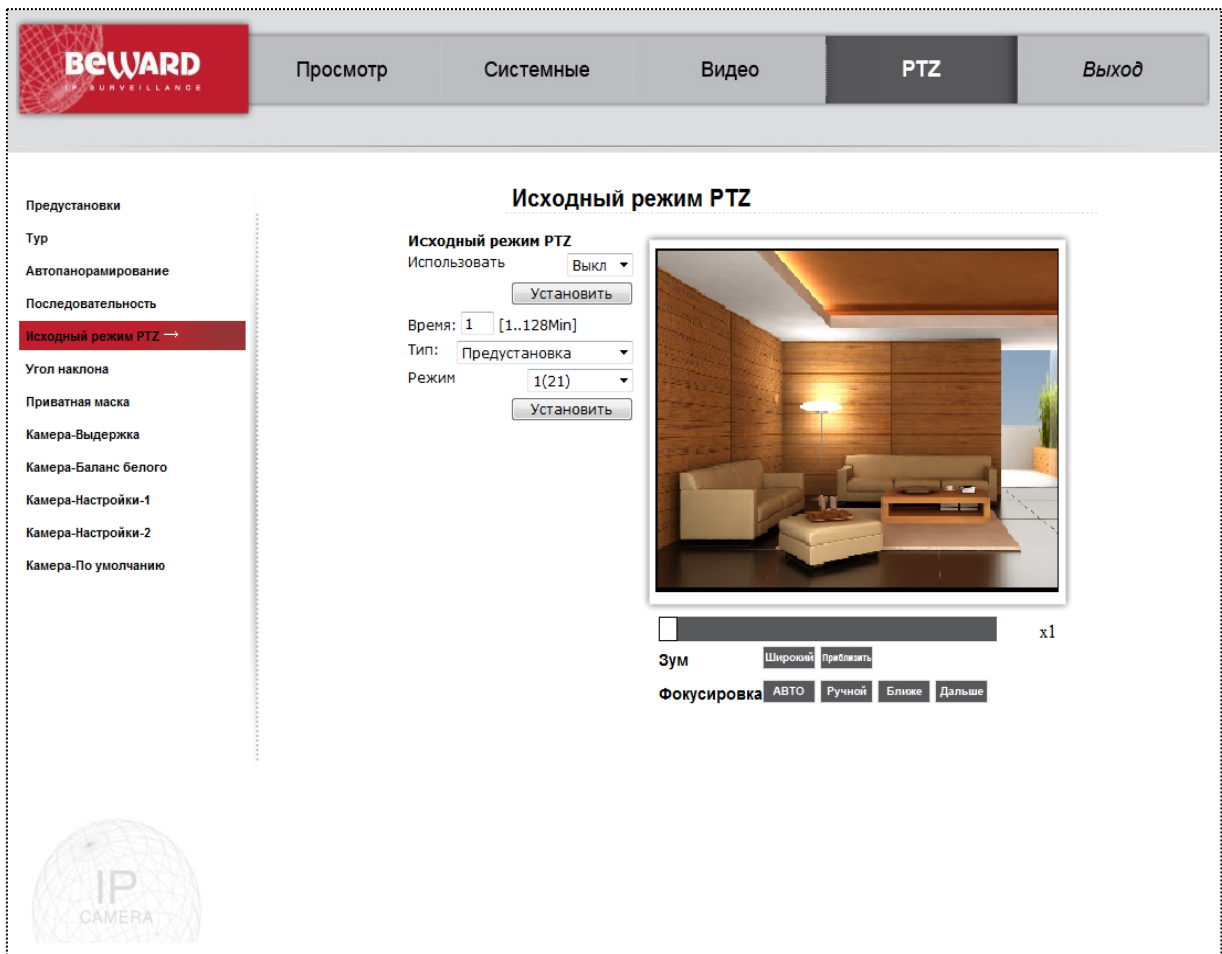 BEWARD
IP SURVEILLANCE
Просмотр
Системные
Видео
PTZ
Выход
Предустановки
Тур
Автопанорамирование
Последовательность
Исходный режим PTZ →
Угол наклона
Приватная маска
Камера-Выдержка
Камера-Баланс белого
Камера-Настройки-1
Камера-Настройки-2
Камера-По умолчанию
Исходный режим PTZ
Исходный режим PTZ
Использовать Выкл
Установить
Время: 1 [1..128Min]
Тип: Предустановка
Режим 1(21)
Установить
x1
Зум Широкий Приблизить
Фокусировка АВТО Ручной Ближе Дальше
IP
CAMERA